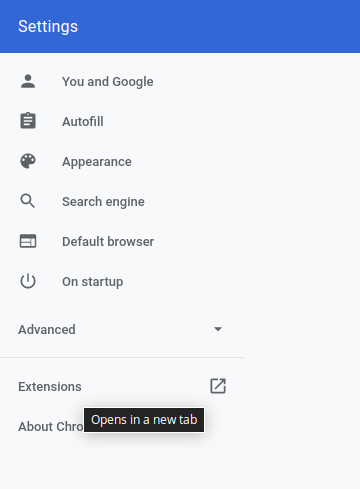 Settings
You and Google
Autofill
Appearance
Search engine
Default browser
On startup
Advanced
Extensions
Opens in a new tab
About Chro